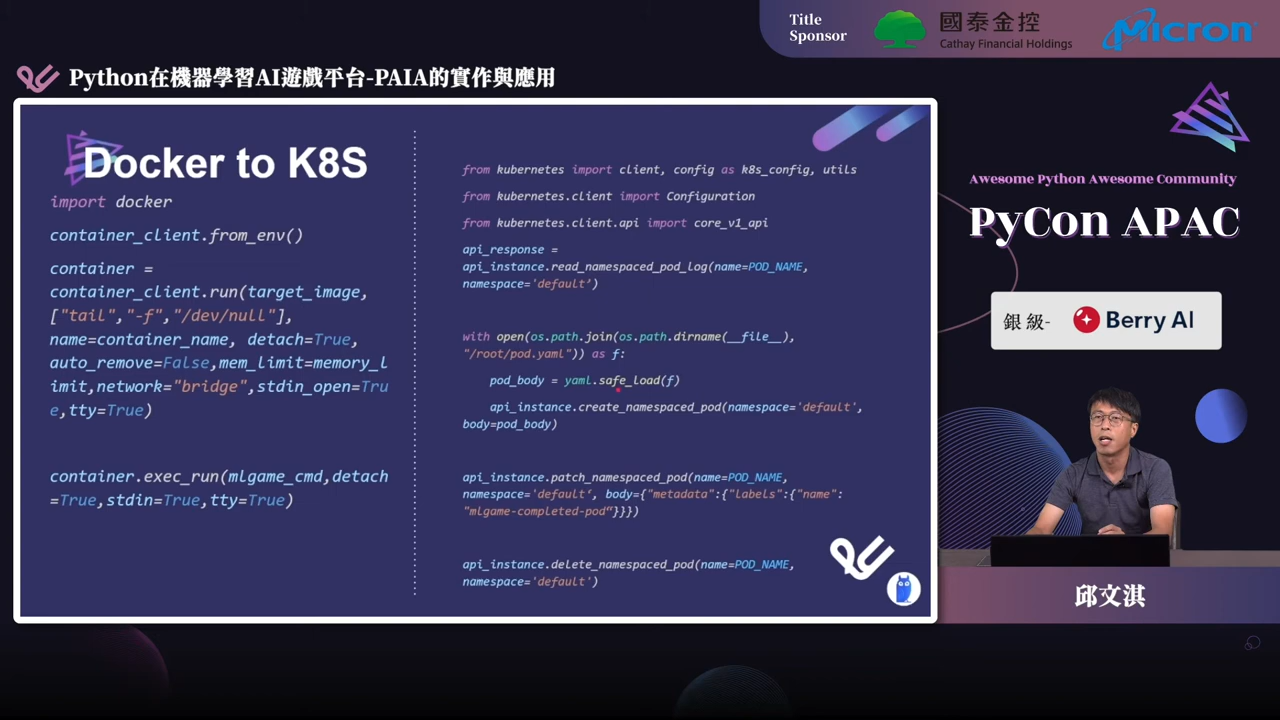 Title
Sponsor
國泰金控
Cathay Financial Holdings
Micron
Python在機器學習AI遊戲平台-PAIA的實作與應用
Docker to K8S
import docker
container_client.from_env()
container =
container_client.run(target_image,
["tail","-f","/dev/null"],
name=container_name, detach=True,
auto_remove=False,mem_limit=memory_l
imit,network="bridge",stdin_open=Tru
e,tty=True)
container.exec_run(mlgame_cmd,detach
=True,stdin=True,tty=True)
from kubernetes import client, config as k8s_config, utils
from kubernetes.client import Configuration
from kubernetes.client.api import core_v1_api
api_response =
api_instance.read_namespaced_pod_log(name=POD_NAME,
namespace='default’)
with open(os.path.join(os.path.dirname(__file__),
"/root/pod.yaml")) as f:
pod_body = yaml.safe_load(f)
api_instance.create_namespaced_pod(namespace='default',
body=pod_body)
api_instance.patch_namespaced_pod(name=POD_NAME,
namespace='default‘, body={"metadata":{"labels":{"name":
"mlgame-completed-pod“}}})
api_instance.delete_namespaced_pod(name=POD_NAME,
namespace='default')
Awesome Python Awesome Community
PyCon APAC
銀級-
Berry AI
邱文淇